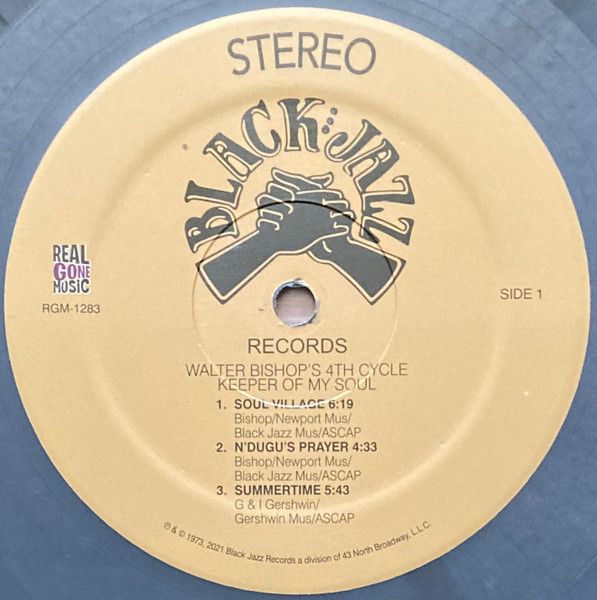 STEREO
BLACK JAZZ
REAL
GONE
MUSIC
RGM-1283
SIDE 1
RECORDS
WALTER BISHOP'S 4TH CYCLE
KEEPER OF MY SOUL
1. SOUL VILLAGE 6:19
Bishop/Newport Mus/
Black Jazz Mus/ASCAP
2. N'DUGU'S PRAYER 4:33
Bishop/Newport Mus/
Black Jazz Mus/ASCAP
3. SUMMERTIME 5:43
G & I Gershwin/
Gershwin Mus/ASCAP
℗ & © 1973, 2021 Black Jazz Records a division of 43 North Broadway, L.L.C.